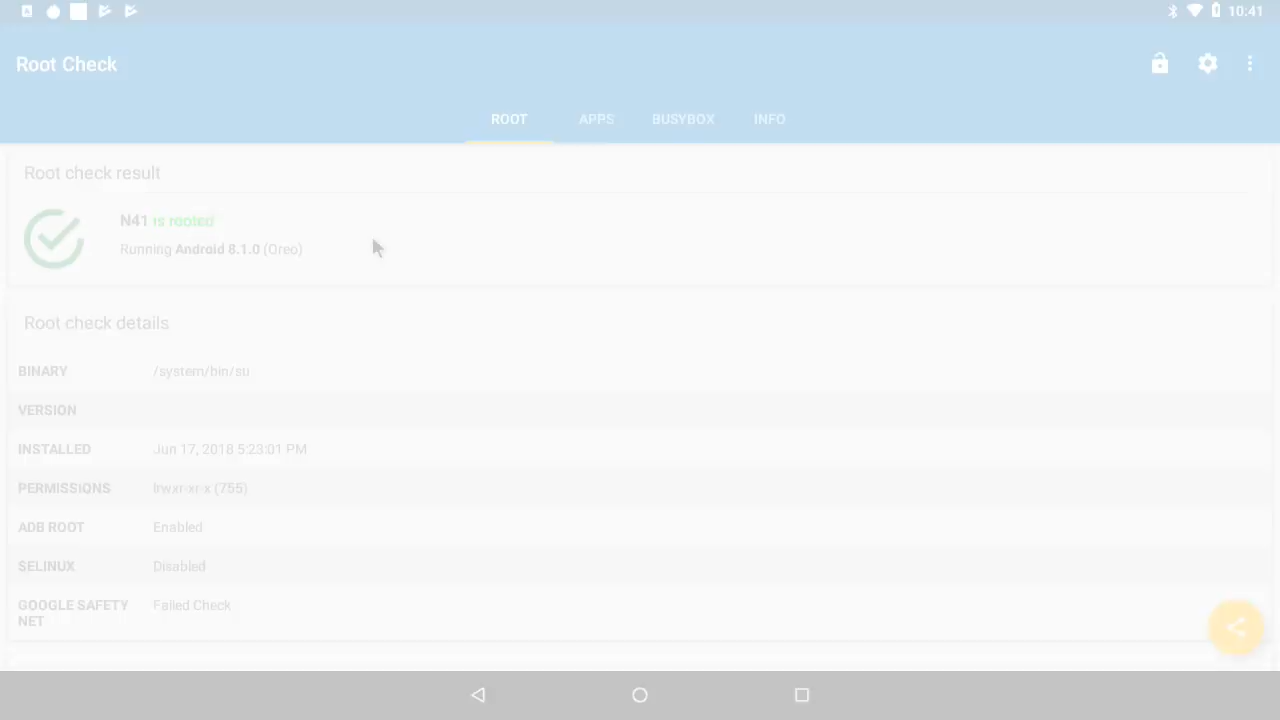 10:41
Root Check
ROOT APPS BUSYBOX INFO
Root check result
N41 is rooted
Running Android 8.1.0 (Oreo)
Root check details
BINARY /system/bin/su
VERSION
INSTALLED Jun 17, 2018 5:23:01 PM
PERMISSIONS lrwxr-xr-x (755)
ADB ROOT Enabled
SELINUX Disabled
GOOGLE SAFETY Failed Check
NET